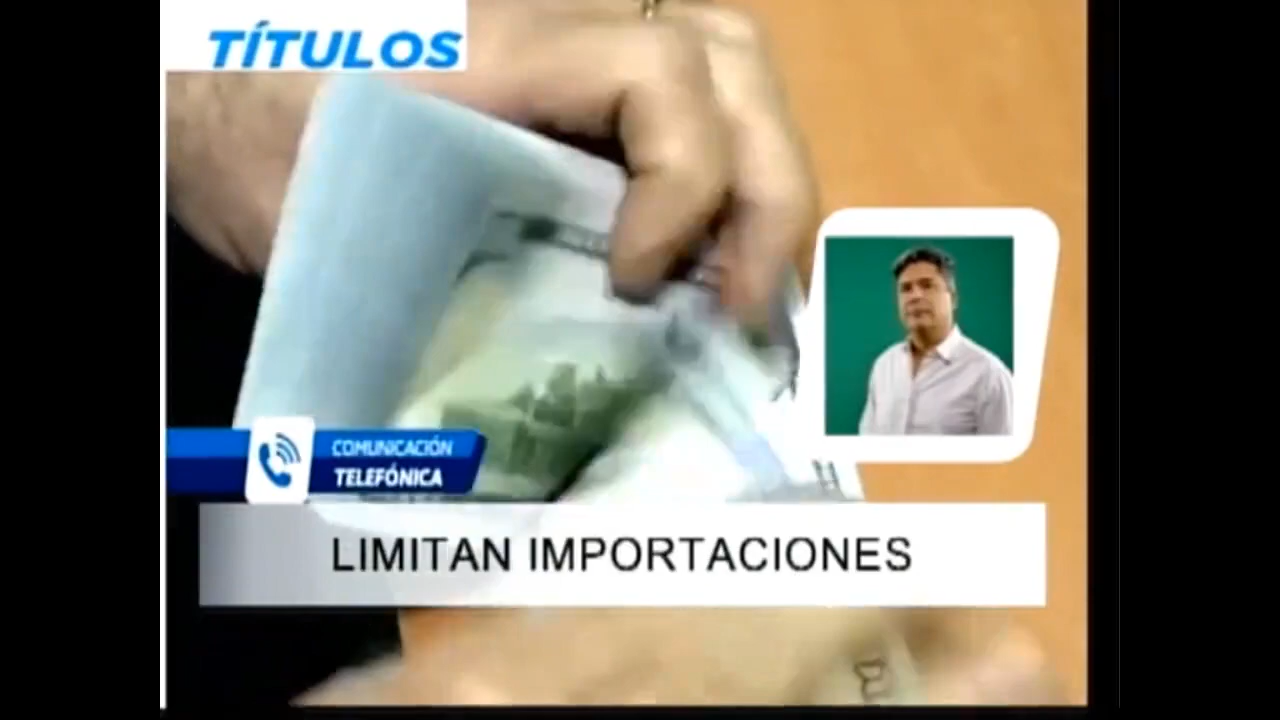 TÍTULOS
COMUNICACIÓN
TELEFÓNICA
LIMITAN IMPORTACIONES